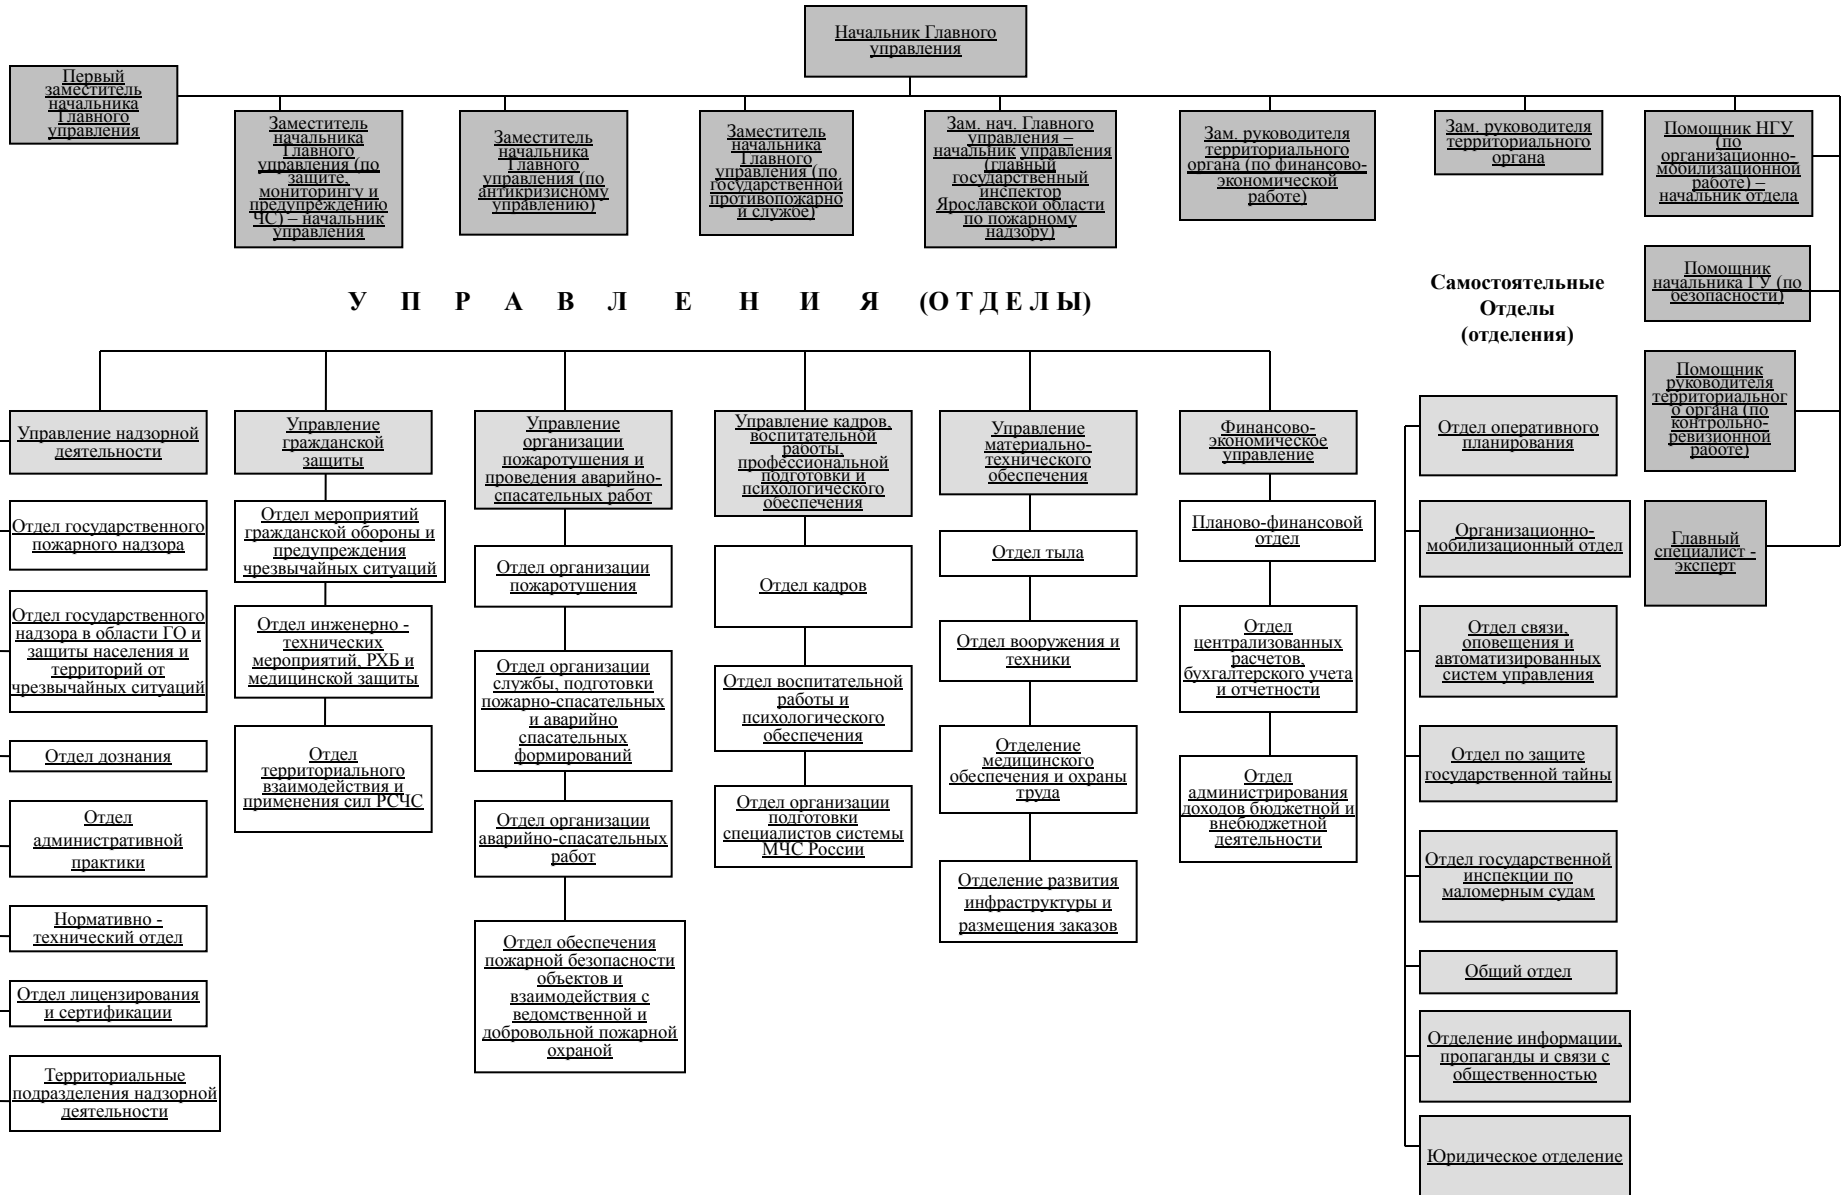 Начальник Главного
управления
Первый
заместитель
начальника
Главного
управления
Заместитель
начальника
Главного
управления (по
защите,
мониторингу и
предупреждению
ЧС) – начальник
управления
Заместитель
начальника
Главного
управления (по
антикризисному
управлению)
Заместитель
начальника
Главного
управления (по
государственной
противопожарно
й службе)
Зам. нач. Главного
управления –
начальник управления
(главный
государственный
инспектор
Ярославской области
по пожарному
надзору)
Зам. руководителя
территориального
органа (по финансово-
экономической
работе)
Зам. руководителя
территориального
органа
Помощник НГУ
(по
организационно-
мобилизационной
работе) –
начальник отдела
Помощник
начальника ГУ (по
безопасности)
Помощник
руководителя
территориальног
о органа (по
контрольно-
ревизионной
работе)
Главный
специалист -
эксперт
У П Р А В Л Е Н И Я (О Т Д Е Л Ы)
Самостоятельные
Отделы
(отделения)
Управление надзорной
деятельности
Отдел государственного
пожарного надзора
Отдел государственного
надзора в области ГО и
защиты населения и
территорий от
чрезвычайных ситуаций
Отдел дознания
Отдел
административной
практики
Нормативно -
технический отдел
Отдел лицензирования
и сертификации
Территориальные
подразделения надзорной
деятельности
Управление
гражданской
защиты
Отдел мероприятий
гражданской обороны и
предупреждения
чрезвычайных ситуаций
Отдел инженерно -
технических
мероприятий, РХБ и
медицинской защиты
Отдел
территориального
взаимодействия и
применения сил РСЧС
Управление
организации
пожаротушения и
проведения аварийно-
спасательных работ
Отдел организации
пожаротушения
Отдел организации
службы, подготовки
пожарно-спасательных
и аварийно
спасательных
формирований
Отдел организации
аварийно-спасательных
работ
Отдел обеспечения
пожарной безопасности
объектов и
взаимодействия с
ведомственной и
добровольной пожарной
охраной
Управление кадров,
воспитательной
работы,
профессиональной
подготовки и
психологического
обеспечения
Отдел кадров
Отдел воспитательной
работы и
психологического
обеспечения
Отдел организации
подготовки
специалистов системы
МЧС России
Управление
материально-
технического
обеспечения
Отдел тыла
Отдел вооружения и
техники
Отделение
медицинского
обеспечения и охраны
труда
Отделение развития
инфраструктуры и
размещения заказов
Финансово-
экономическое
управление
Планово-финансовой
отдел
Отдел
централизованных
расчетов,
бухгалтерского учета
и отчетности
Отдел
администрирования
доходов бюджетной и
внебюджетной
деятельности
Отдел оперативного
планирования
Организационно-
мобилизационный отдел
Отдел связи,
оповещения и
автоматизированных
систем управления
Отдел по защите
государственной тайны
Отдел государственной
инспекции по
маломерным судам
Общий отдел
Отделение информации,
пропаганды и связи с
общественностью
Юридическое отделение